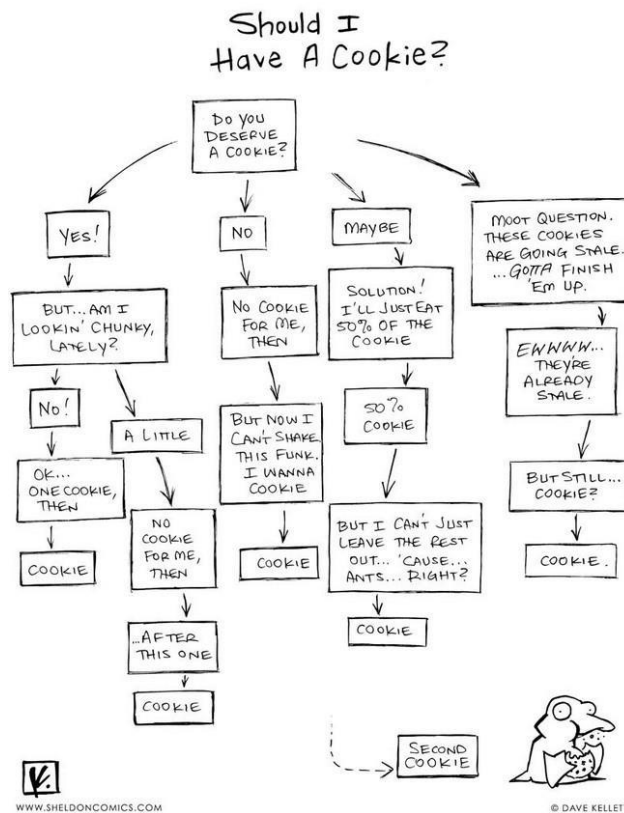 Should I
Have A Cookie?
DO YOU
DESERVE
A COOKIE?
YES!
BUT...AM I
LOOKIN' CHUNKY,
LATELY?
NO!
OK...
ONE COOKIE,
THEN
COOKIE
A LITTLE
NO
COOKIE
FOR ME,
THEN
...AFTER
THIS ONE
COOKIE
NO
NO COOKIE
FOR ME,
THEN
BUT NOW I
CAN'T SHAKE
THIS FUNK.
I WANNA
COOKIE
COOKIE
MAYBE
SOLUTION!
I'LL JUST EAT
50% OF THE
COOKIE
50%
COOKIE
BUT I CAN'T JUST
LEAVE THE REST
OUT... 'CAUSE...
ANTS... RIGHT?
COOKIE
MOOT QUESTION.
THESE COOKIES
ARE GOING STALE.
...GOTTA FINISH
'EM UP.
EWWWW...
THEY'RE
ALREADY
STALE.
BUT STILL...
COOKIE?
COOKIE.
SECOND
COOKIE
WWW.SHELDONCOMICS.COM
© DAVE KELLETT